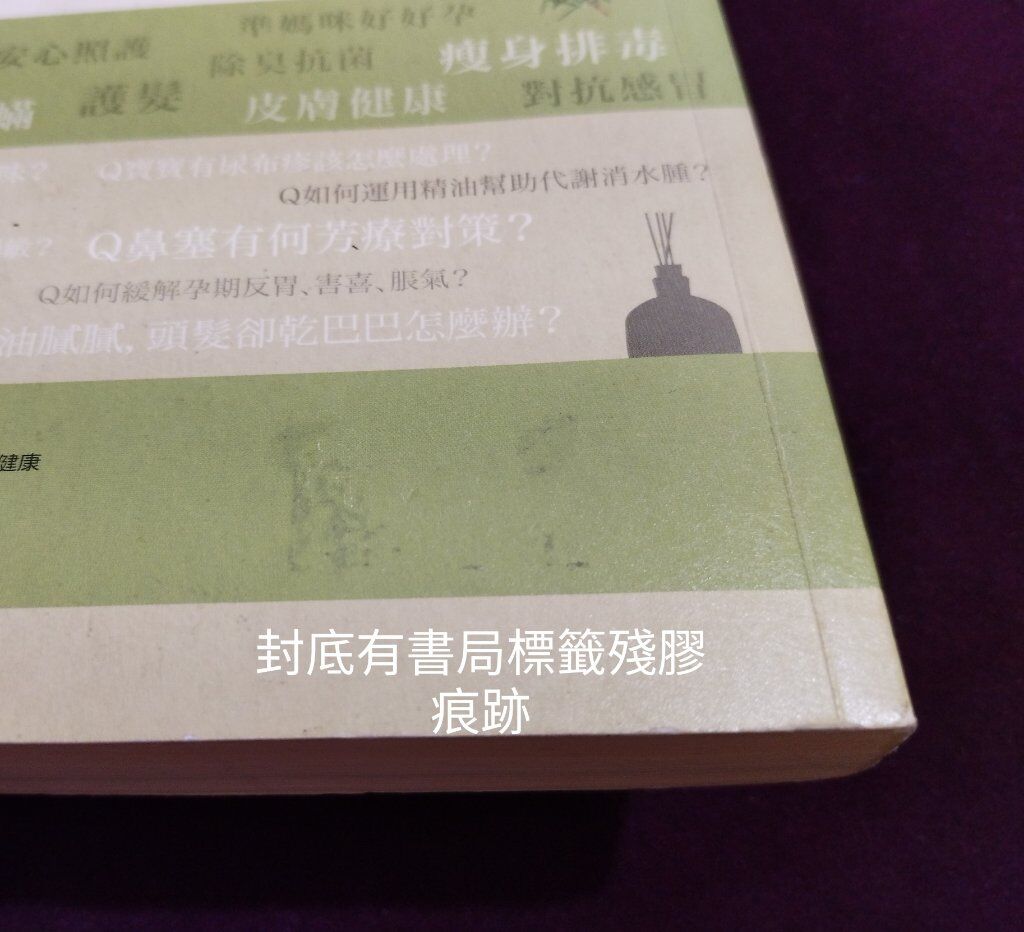 準媽咪好好孕
安心照護
除臭抗菌
瘦身排毒
護髮
皮膚健康
對抗感冒
Q寶寶有尿布疹該怎麼處理?
Q如何運用精油幫助代謝消水腫?
Q鼻塞有何芳療對策?
Q如何緩解孕期反胃、害喜、脹氣?
油膩膩,頭髮卻乾巴巴怎麼辦?
健康
封底有書局標籤殘膠
痕跡